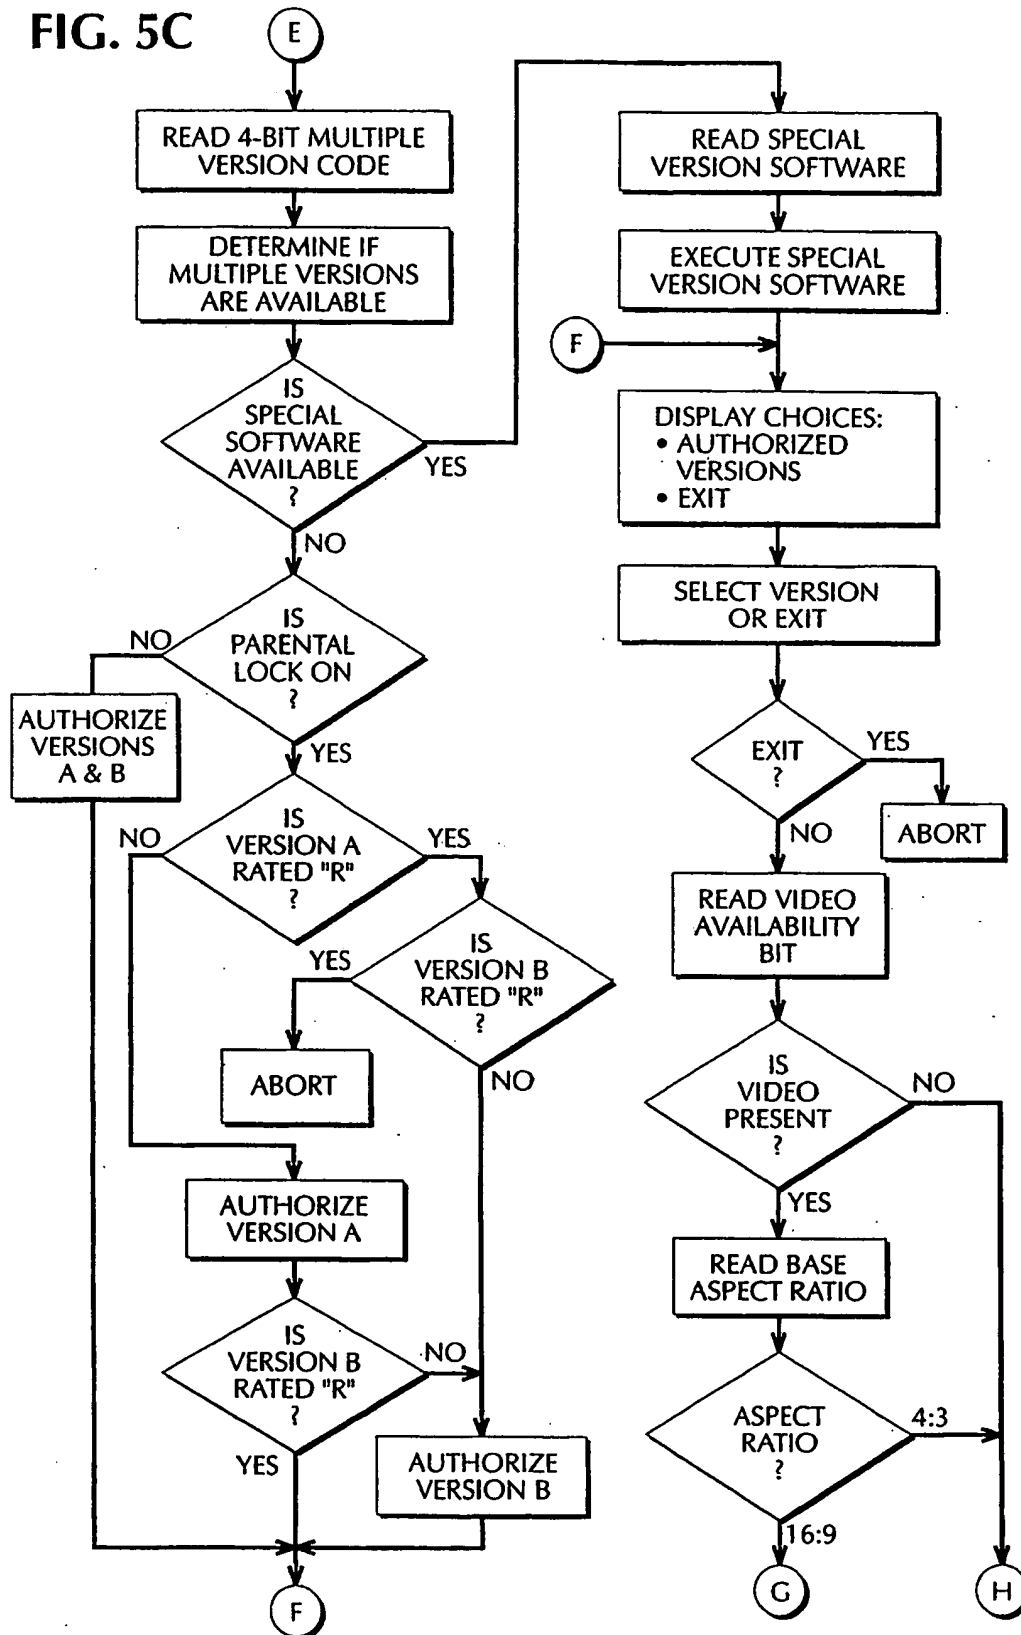 FIG. 5C
E
READ 4-BIT MULTIPLE
VERSION CODE
DETERMINE IF
MULTIPLE VERSIONS
ARE AVAILABLE
IS
SPECIAL
SOFTWARE
AVAILABLE
?
YES
NO
IS
PARENTAL
LOCK ON
?
NO
YES
AUTHORIZE
VERSIONS
A & B
IS
VERSION A
RATED "R"
?
NO
YES
IS
VERSION B
RATED "R"
?
YES
NO
ABORT
AUTHORIZE
VERSION A
IS
VERSION B
RATED "R"
?
NO
YES
AUTHORIZE
VERSION B
F
READ SPECIAL
VERSION SOFTWARE
EXECUTE SPECIAL
VERSION SOFTWARE
F
DISPLAY CHOICES:
• AUTHORIZED
VERSIONS
• EXIT
SELECT VERSION
OR EXIT
EXIT
?
YES
NO
ABORT
READ VIDEO
AVAILABILITY
BIT
IS
VIDEO
PRESENT
?
NO
YES
READ BASE
ASPECT RATIO
ASPECT
RATIO
?
4:3
16:9
G
H